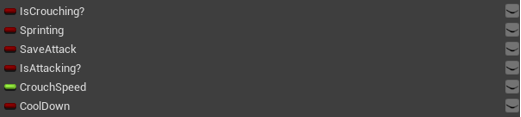 IsCrouching?
Sprinting
SaveAttack
IsAttacking?
CrouchSpeed
CoolDown